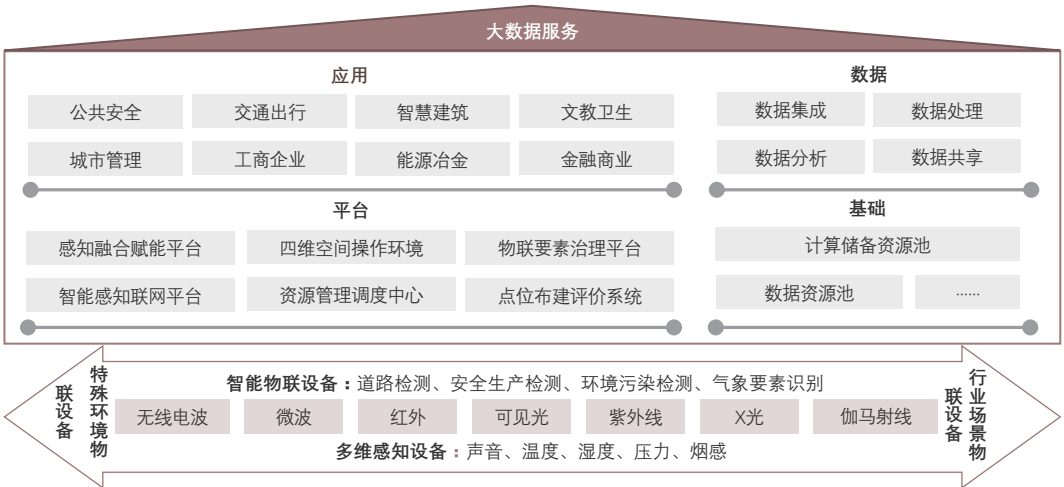 大数据服务
应用
公共安全 交通出行 智慧建筑 文教卫生
城市管理 工商企业 能源冶金 金融商业
数据
数据集成 数据处理
数据分析 数据共享
平台
感知融合赋能平台 四维空间操作环境 物联要素治理平台
智能感知联网平台 资源管理调度中心 点位布建评价系统
基础
计算储备资源池
数据资源池 ......
特殊环境物
联设备
智能物联设备：道路检测、安全生产检测、环境污染检测、气象要素识别
无线电波 微波 红外 可见光 紫外线 X光 伽马射线
多维感知设备：声音、温度、湿度、压力、烟感
行业场景物
联设备